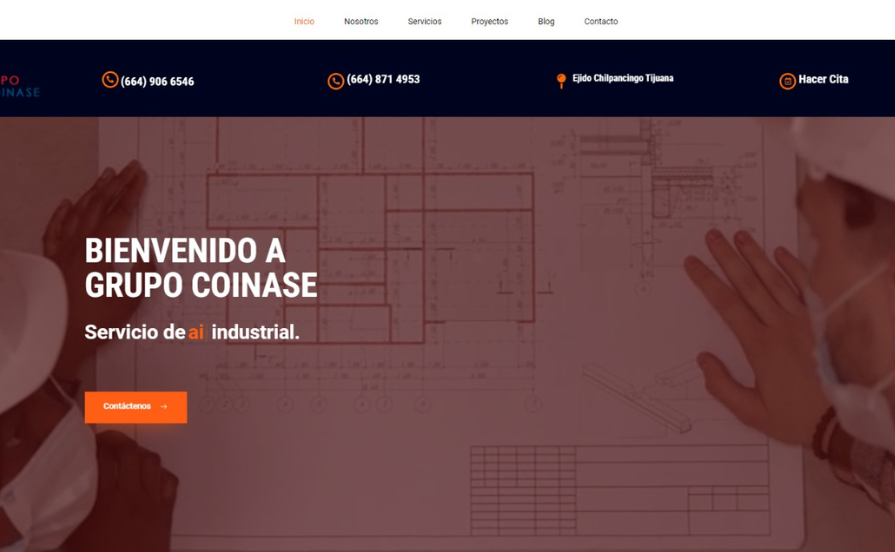 Inicio Nosotros Servicios Proyectos Blog Contacto
PO
INASE
(664) 906 6546
(664) 871 4953
Ejido Chilpancingo Tijuana
Hacer Cita
BIENVENIDO A
GRUPO COINASE
Servicio de ai industrial.
Contáctenos →